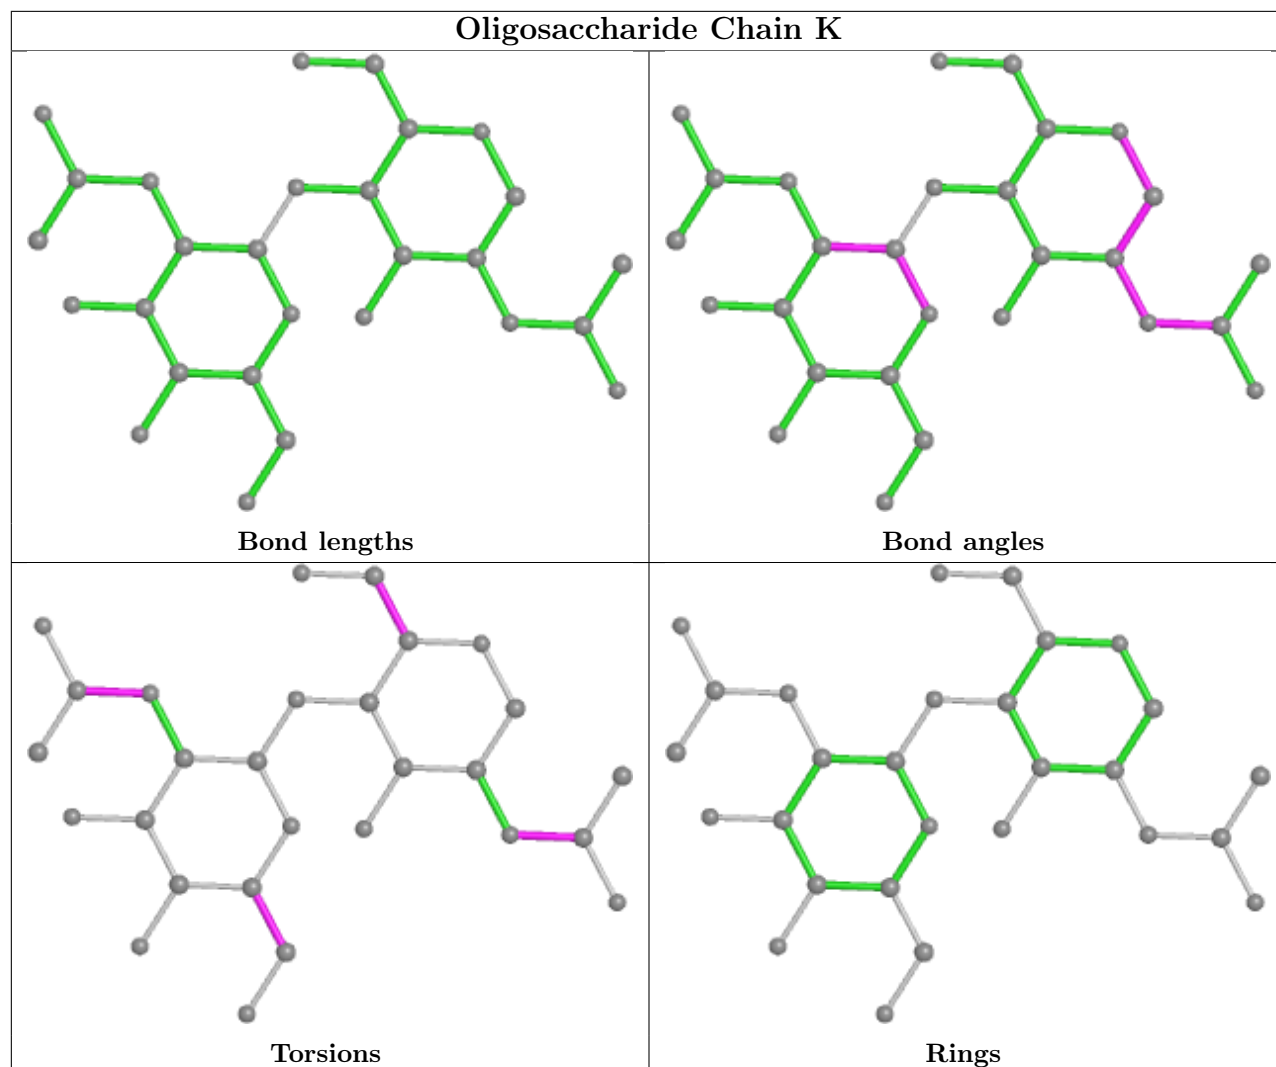 Oligosaccharide Chain K
Bond lengths
Bond angles
Torsions
Rings